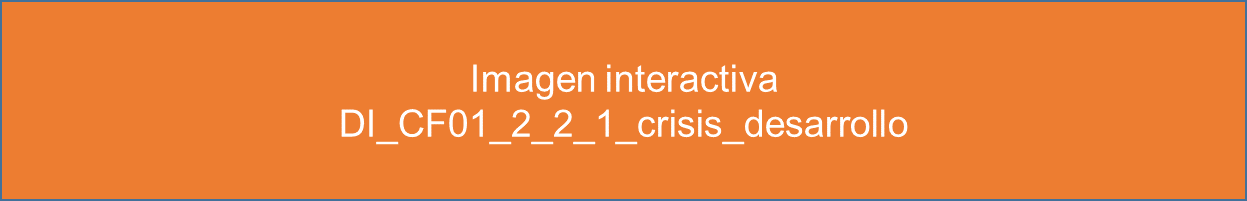 Imagen interactiva
DI_CF01_2_2_1_crisis_desarrollo